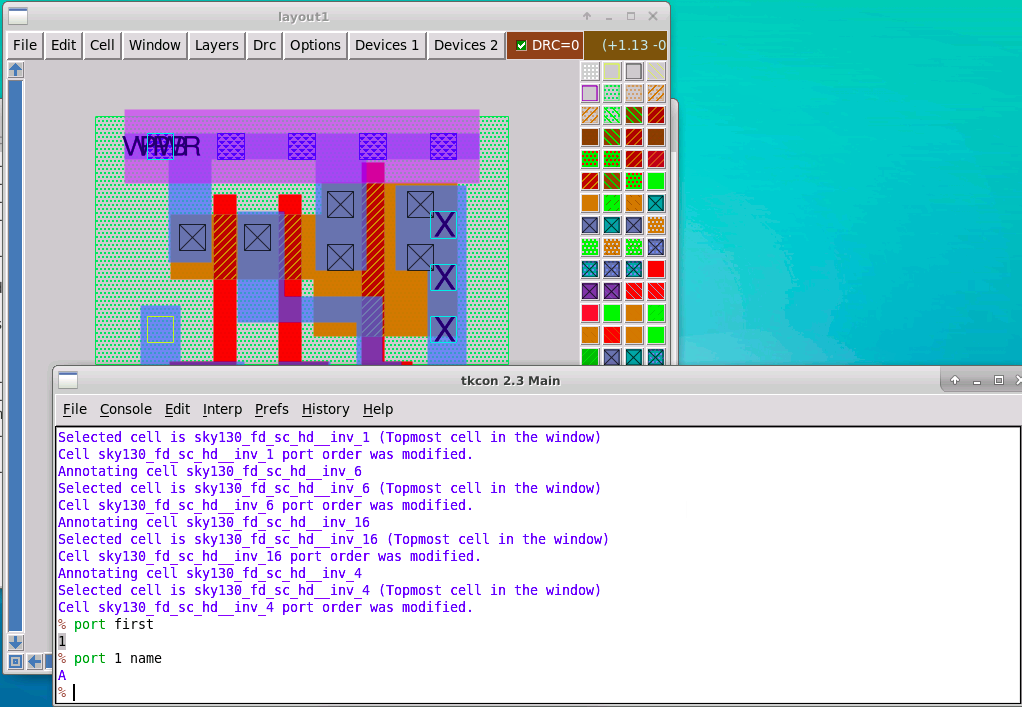 layout1
File Edit Cell Window Layers Drc Options Devices 1 Devices 2 DRC=0 (+1.13 -0
X
X
X
tkcon 2.3 Main
File Console Edit Interp Prefs History Help
Selected cell is sky130_fd_sc_hd__inv_1 (Topmost cell in the window)
Cell sky130_fd_sc_hd__inv_1 port order was modified.
Annotating cell sky130_fd_sc_hd__inv_6
Selected cell is sky130_fd_sc_hd__inv_6 (Topmost cell in the window)
Cell sky130_fd_sc_hd__inv_6 port order was modified.
Annotating cell sky130_fd_sc_hd__inv_16
Selected cell is sky130_fd_sc_hd__inv_16 (Topmost cell in the window)
Cell sky130_fd_sc_hd__inv_16 port order was modified.
Annotating cell sky130_fd_sc_hd__inv_4
Selected cell is sky130_fd_sc_hd__inv_4 (Topmost cell in the window)
Cell sky130_fd_sc_hd__inv_4 port order was modified.
% port first
1
% port 1 name
A
%